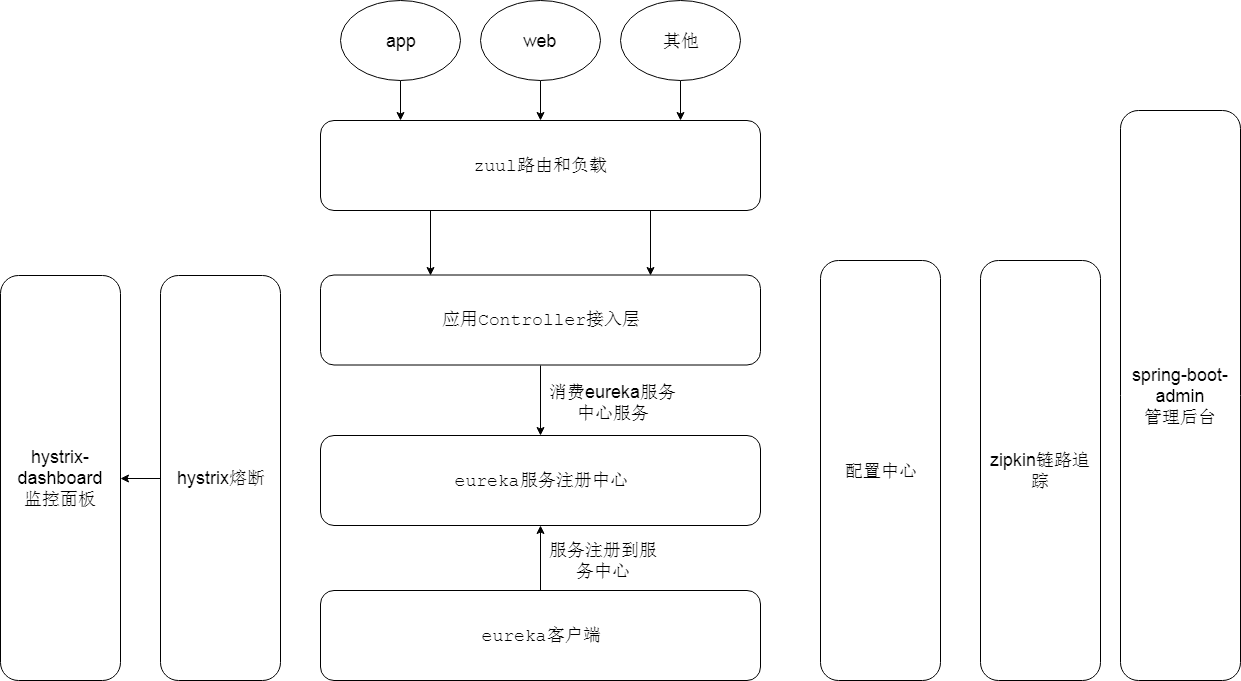 app
web
其他
zuul路由和负载
应用Controller接入层
消费eureka服务
中心服务
eureka服务注册中心
服务注册到服
务中心
eureka客户端
hystrix-
dashboard
监控面板
hystrix熔断
配置中心
zipkin链路追
踪
spring-boot-
admin
管理后台